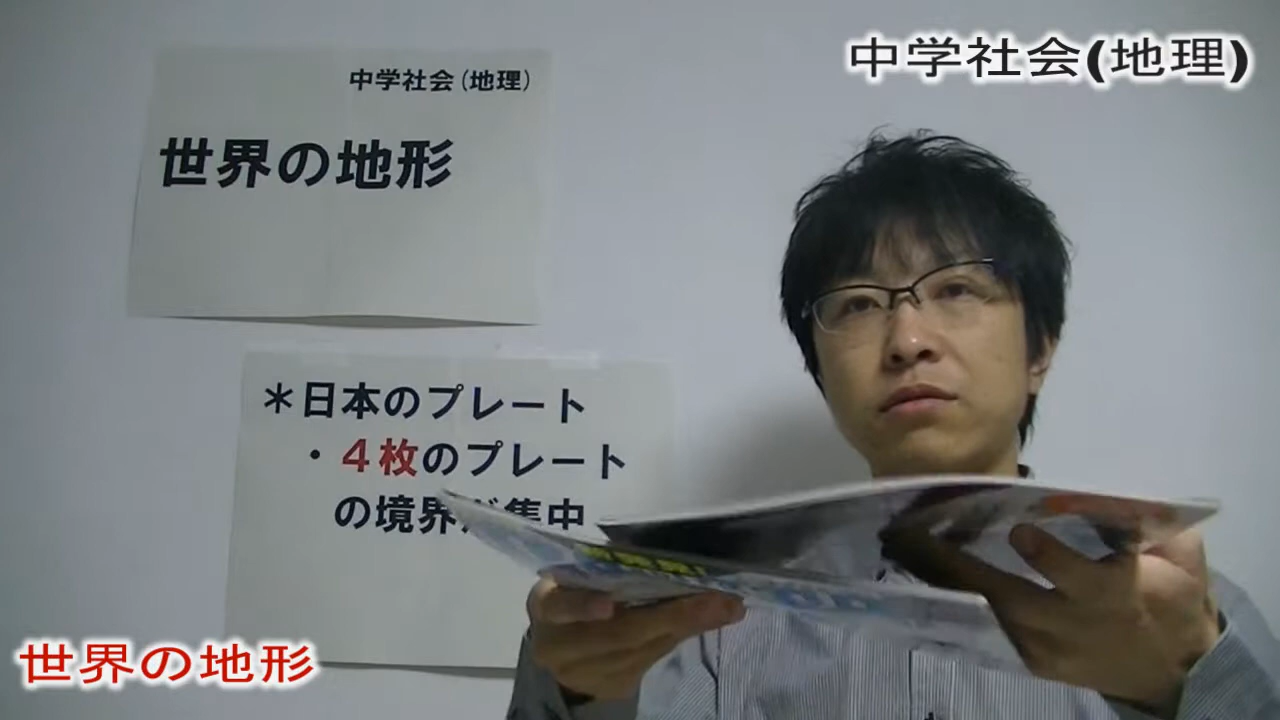 中学社会(地理)
中学社会(地理)
世界の地形
*日本のプレート
・4枚のプレート
の境界が集中
世界の地形